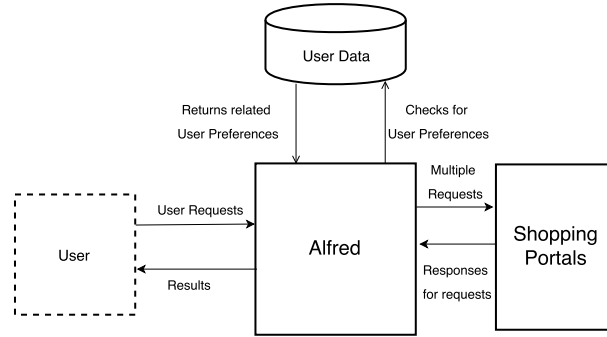 User Data
Returns related
User Preferences
Checks for
User Preferences
Multiple
Requests
User Requests
User
Alfred
Shopping
Portals
Results
Responses
for requests